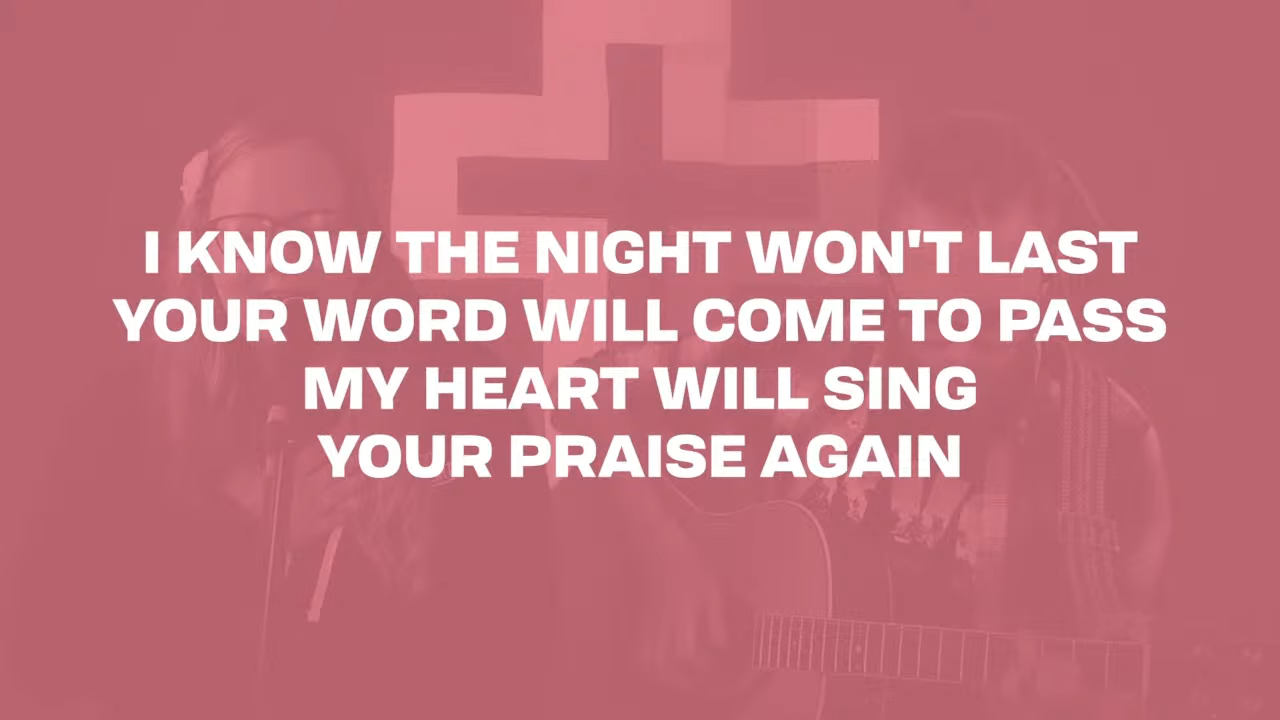 I KNOW THE NIGHT WON'T LAST
YOUR WORD WILL COME TO PASS
MY HEART WILL SING
YOUR PRAISE AGAIN